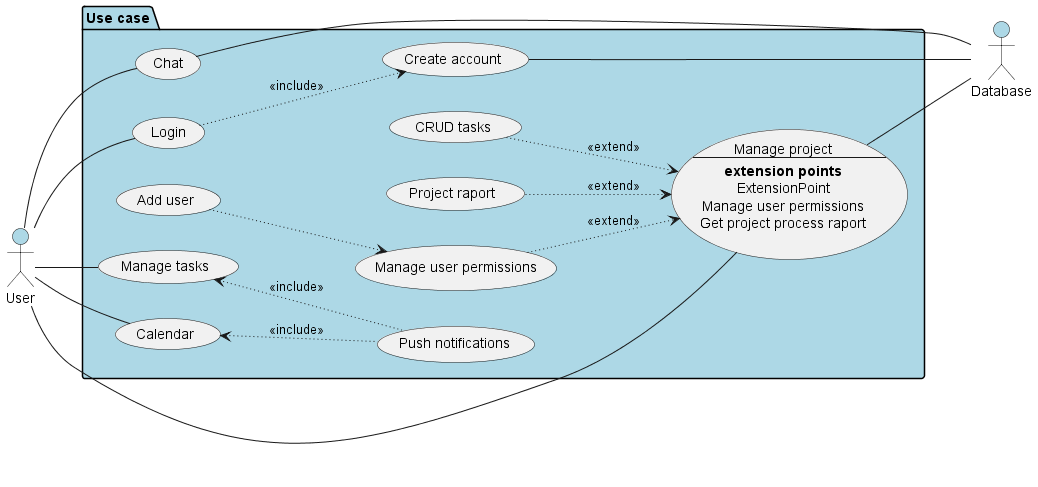 Use case
Chat
Create account
Database
«include»
Login
CRUD tasks
«extend»
Manage project
extension points
ExtensionPoint
Manage user permissions
Get project process raport
Project raport
«extend»
Add user
«extend»
Manage tasks
Manage user permissions
User
«include»
Calendar
«include»
Push notifications